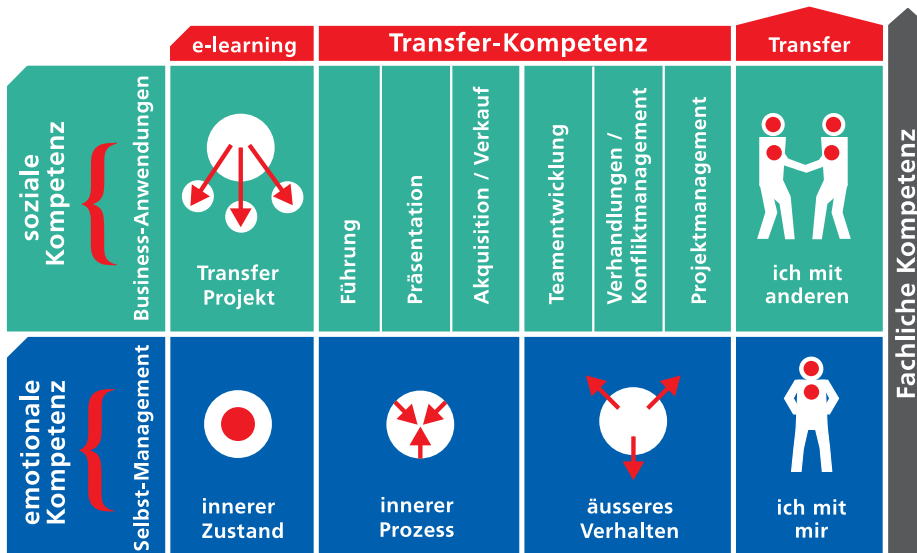 e-learning
Transfer-Kompetenz
Transfer
soziale
Kompetenz
Business-Anwendungen
Transfer
Projekt
Führung
Präsentation
Akquisition / Verkauf
Teamentwicklung
Verhandlungen /
Konfliktmanagement
Projektmanagement
ich mit
anderen
Fachliche Kompetenz
emotionale
Kompetenz
Selbst-Management
innerer
Zustand
innerer
Prozess
äusseres
Verhalten
ich mit
mir